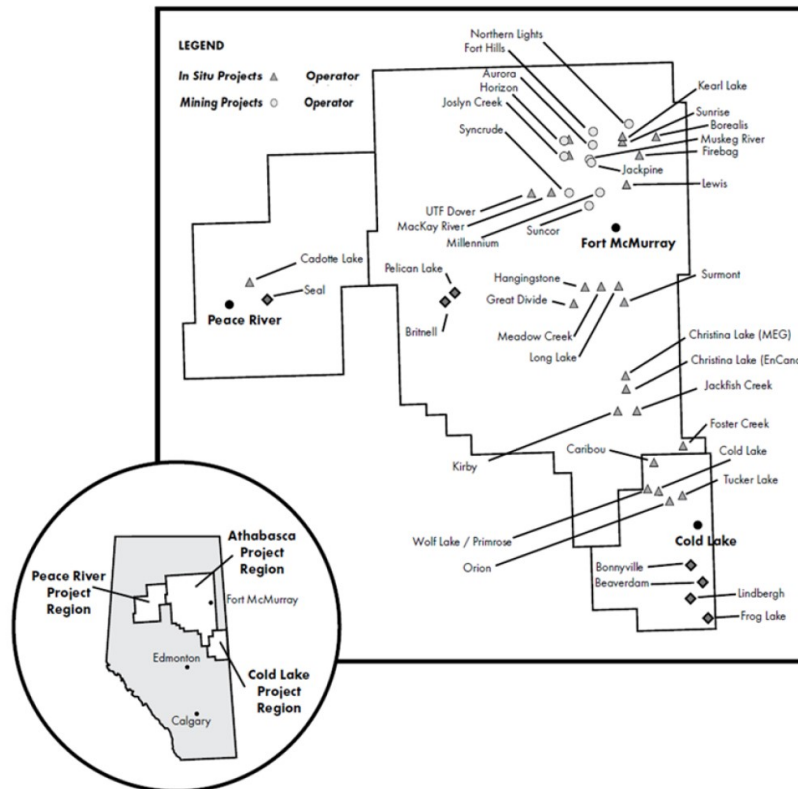 LEGEND
In Situ Projects Operator
Mining Projects Operator
Northern Lights
Fort Hills
Aurora
Horizon
Joslyn Creek
Syncrude
Kearl Lake
Sunrise
Borealis
Muskeg River
Firebag
Jackpine
Lewis
UTF Dover
MacKay River
Millennium
Suncor
Fort McMurray
Cadotte Lake
Seal
Peace River
Pelican Lake
Britnell
Hangingstone
Great Divide
Meadow Creek
Long Lake
Surmont
Christina Lake (MEG)
Christina Lake (EnCana
Jackfish Creek
Foster Creek
Kirby
Caribou
Cold Lake
Tucker Lake
Wolf Lake / Primrose
Orion
Cold Lake
Bonnyville
Beaverdam
Lindbergh
Frog Lake
Athabasca
Project
Region
Peace River
Project
Region
Fort McMurray
Edmonton
Cold Lake
Project
Region
Calgary